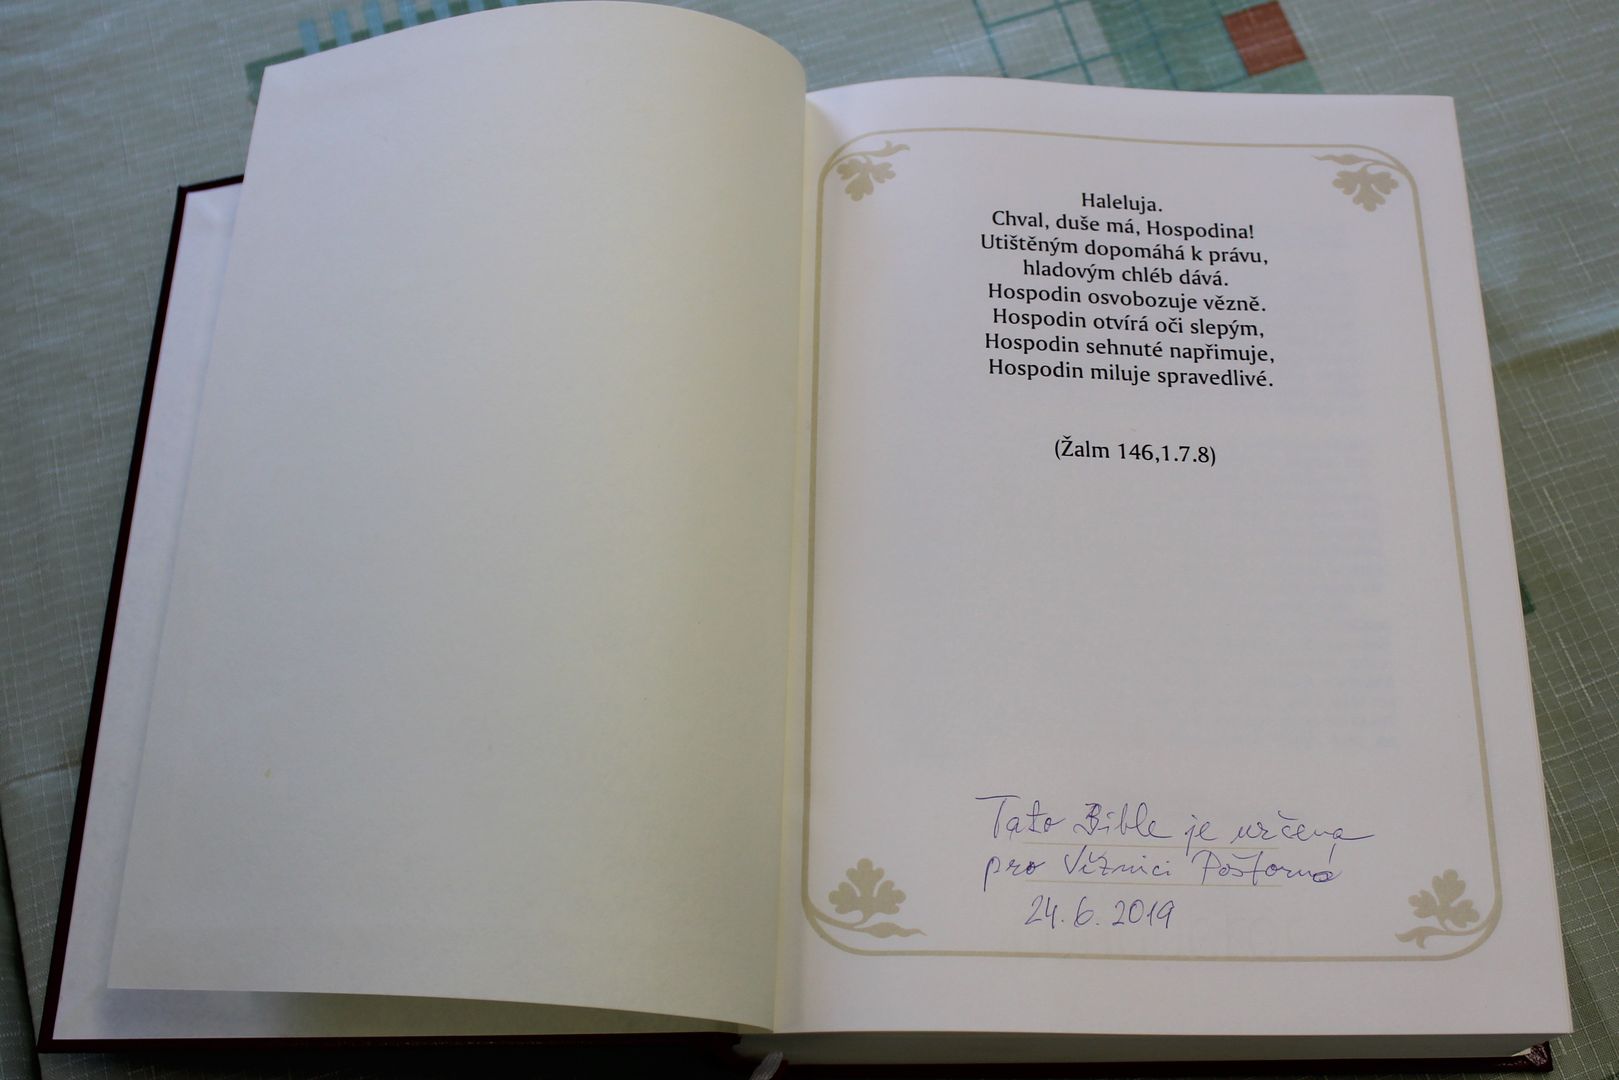 Haleluja.
Chval, duše má, Hospodina!
Utištěným dopomáhá k právu,
hladovým chléb dává.
Hospodin osvobozuje vězně.
Hospodin otvírá oči slepým,
Hospodin sehnuté napřimuje,
Hospodin miluje spravedlivé.
(Žalm 146,1.7.8)
Tato Bible je určena
pro Věznici Poštorná
24. 6. 2019